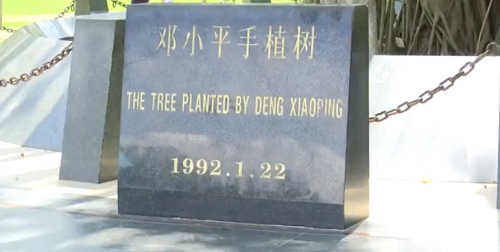 邓小平手植树
THE TREE PLANTED BY DENG XIAOPING
1992.1.22